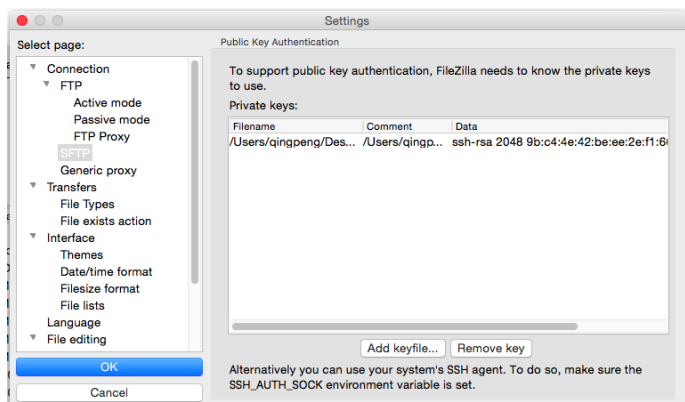 Settings
Select page:
Connection
FTP
Active mode
Passive mode
FTP Proxy
SFTP
Generic proxy
Transfers
File Types
File exists action
Interface
Themes
Date/time format
Filesize format
File lists
Language
File editing
OK
Cancel
Public Key Authentication
To support public key authentication, FileZilla needs to know the private keys
to use.
Private keys:
Filename Comment Data
/Users/qingpeng/Des... /Users/qingp... ssh-rsa 2048 9b:c4:4e:42:be:ee:2e:f1:6
Add keyfile... Remove key
Alternatively you can use your system's SSH agent. To do so, make sure the
SSH_AUTH_SOCK environment variable is set.